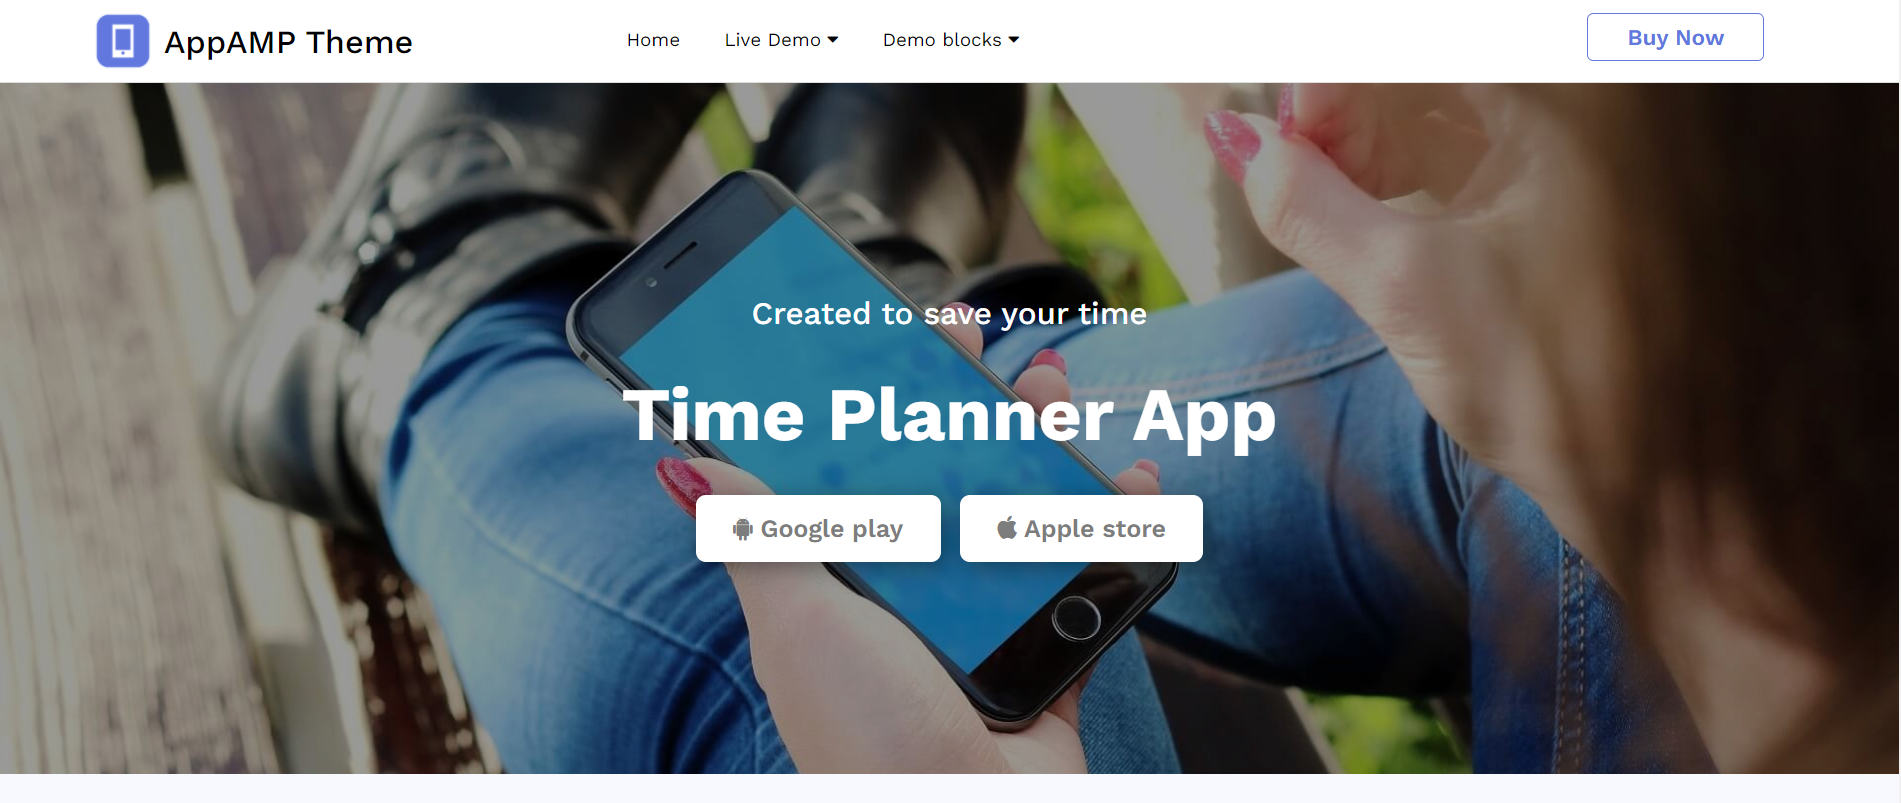 AppAMP Theme
Home
Live Demo
Demo blocks
Buy Now
Created to save your time
Time Planner App
Google play
Apple store